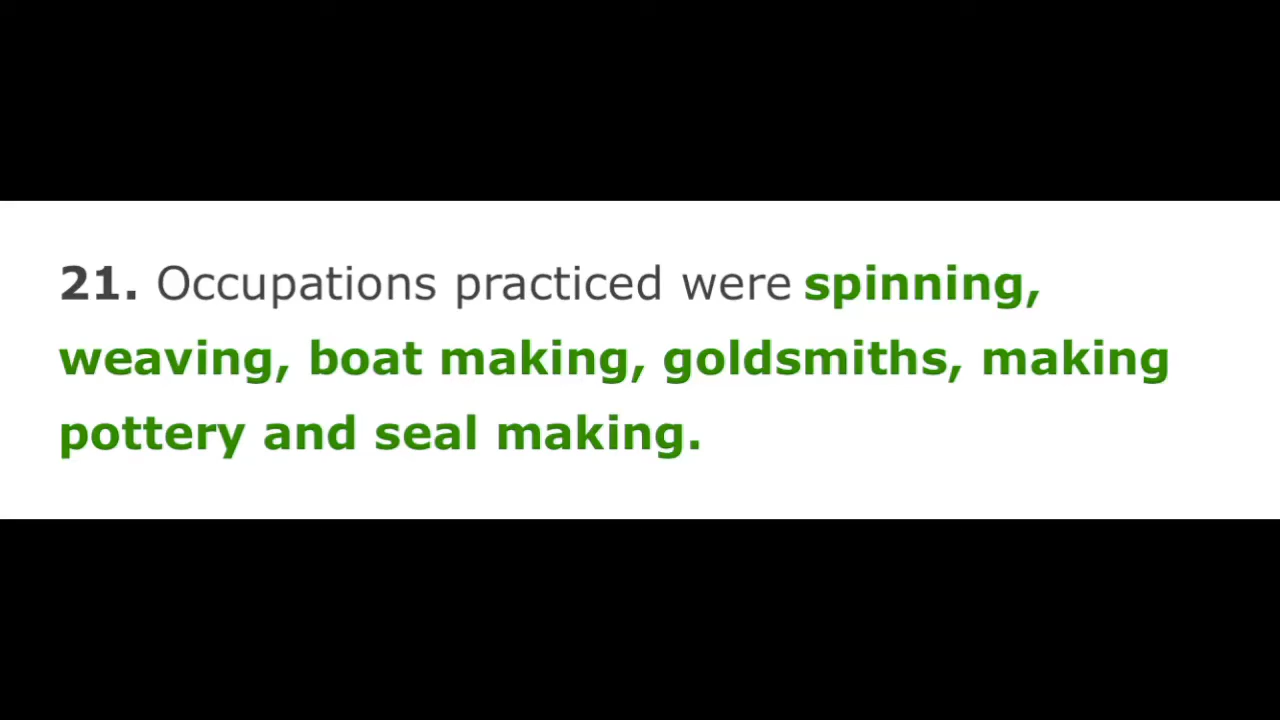 21. Occupations practiced were spinning,
weaving, boat making, goldsmiths, making
pottery and seal making.